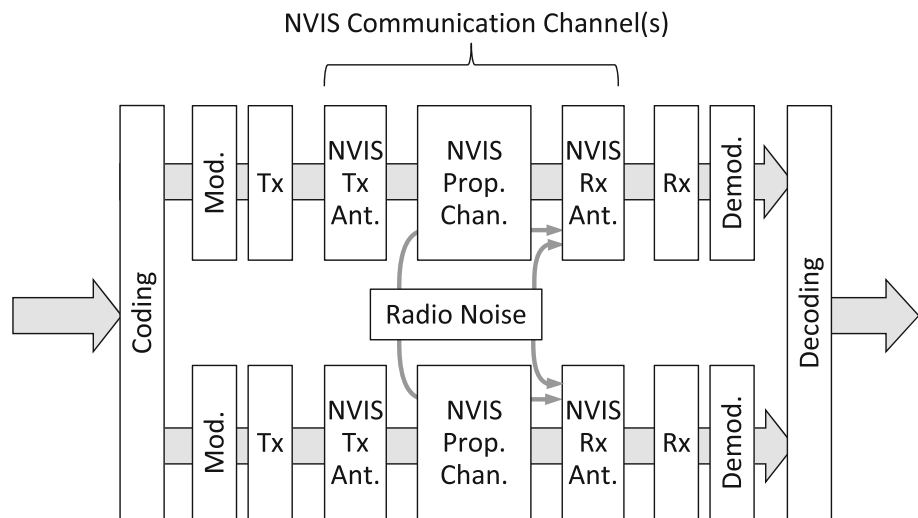 NVIS Communication Channel(s)
Coding
Mod.
Tx
NVIS
Tx
Ant.
NVIS
Prop.
Chan.
NVIS
Rx
Ant.
Rx
Demod.
Decoding
Radio Noise
Mod.
Tx
NVIS
Tx
Ant.
NVIS
Prop.
Chan.
NVIS
Rx
Ant.
Rx
Demod.